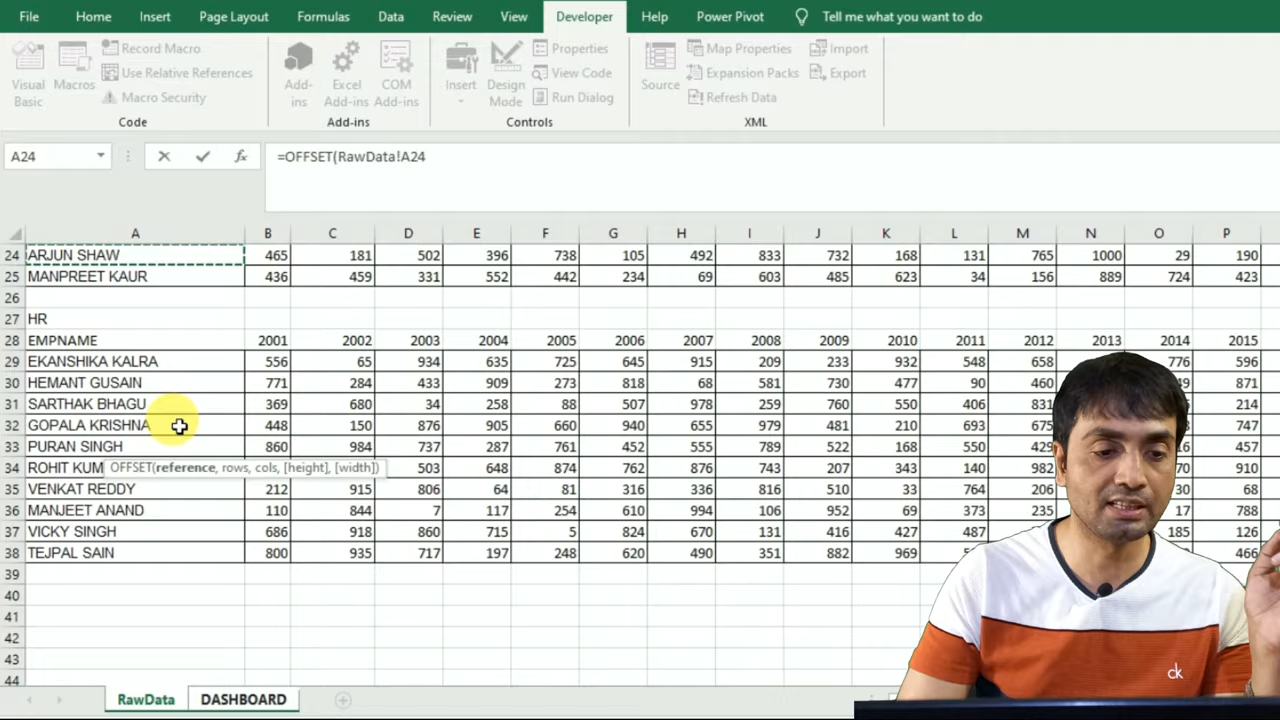 File Home Insert Page Layout Formulas Data Review View Developer Help Power Pivot Tell me what you want to do
Visual Basic Macros Record Macro Use Relative References Macro Security Add-ins Excel Add-ins COM Add-ins Insert Design Mode Properties View Code Run Dialog Source Map Properties Expansion Packs Refresh Data Import Export
Code Add-ins Controls XML
A24 fx =OFFSET(RawData!A24
A B C D E F G H I J K L M N O P
24 ARJUN SHAW 465 181 502 396 738 105 492 833 732 168 131 765 1000 29 190
25 MANPREET KAUR 436 459 331 552 442 234 69 603 485 623 34 156 889 724 423
26
27 HR
28 EMPNAME 2001 2002 2003 2004 2005 2006 2007 2008 2009 2010 2011 2012 2013 2014 2015
29 EKANSHIKA KALRA 556 65 934 635 725 645 915 209 233 932 548 658 776 596
30 HEMANT GUSAIN 771 284 433 909 273 818 68 581 730 477 90 460 871
31 SARTHAK BHAGU 369 680 34 258 88 507 978 259 760 550 406 831 214
32 GOPALA KRISHNA 448 150 876 905 660 940 655 979 532 210 693 675 747
33 PURAN SINGH 860 984 737 287 761 452 555 789 522 168 550 429 457
34 ROHIT KUM OFFSET(reference, rows, cols, [height], [width]) 503 648 874 762 876 743 207 343 140 982 910
35 VENKAT REDDY 212 915 806 64 81 316 336 816 510 33 764 206 30 68
36 MANJEET ANAND 110 844 7 117 254 610 994 106 952 69 373 235 17 788
37 VICKY SINGH 686 918 860 715 5 824 670 131 416 427 487 185 126
38 TEJPAL SAIN 800 935 717 197 248 620 490 351 882 969 466
39
40
41
42
43
44
ck
RawData DASHBOARD